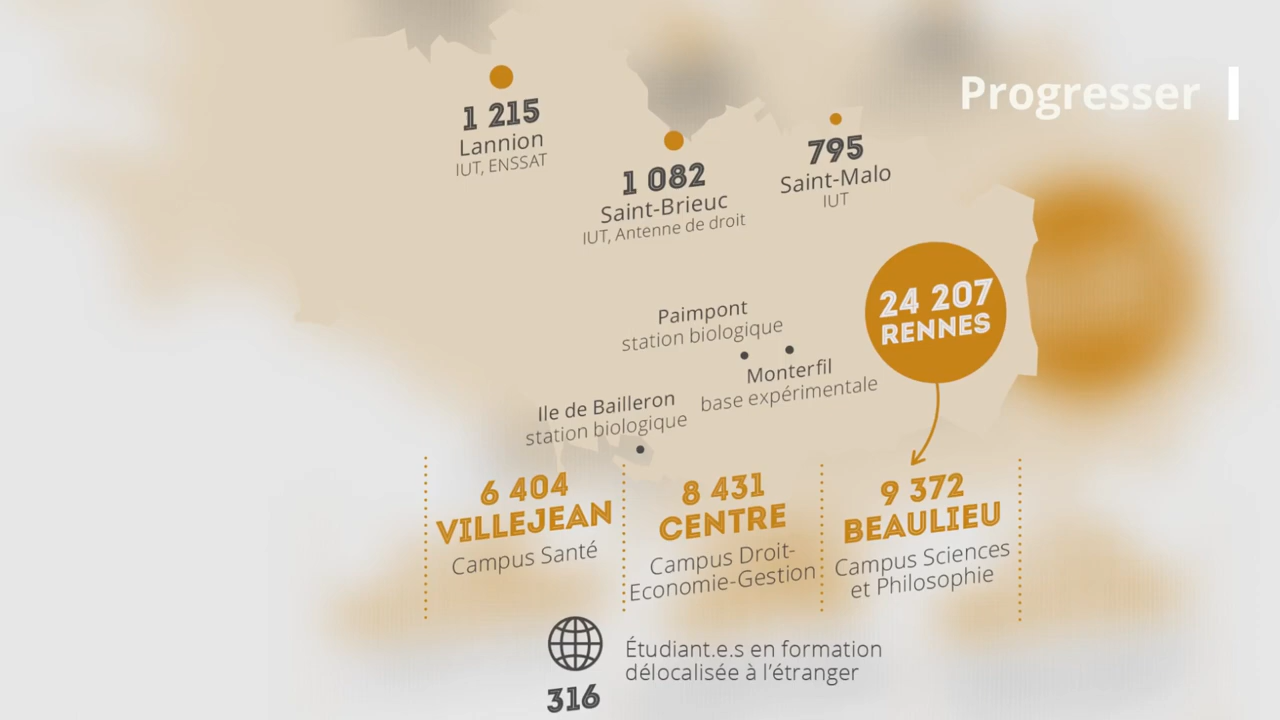 Progresser
1 215
Lannion
IUT, ENSSAT
1 082
Saint-Brieuc
IUT, Antenne de droit
795
Saint-Malo
IUT
24 207
RENNES
Paimpont
station biologique
Monterfil
base expérimentale
Ile de Bailleron
station biologique
6 404
VILLEJEAN
Campus Santé
8 431
CENTRE
Campus Droit-
Economie-Gestion
9 372
BEAULIEU
Campus Sciences
et Philosophie
316
Étudiant.e.s en formation
délocalisée à l’étranger